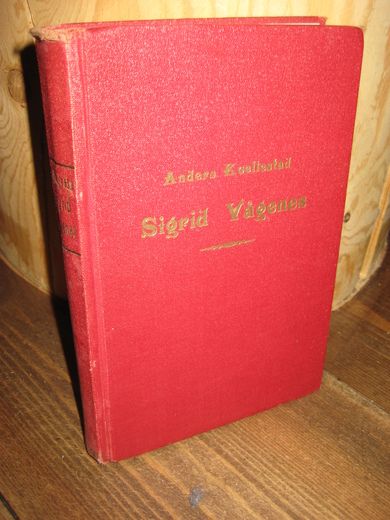 Anders Kvellestad
Sigrid Vågenes